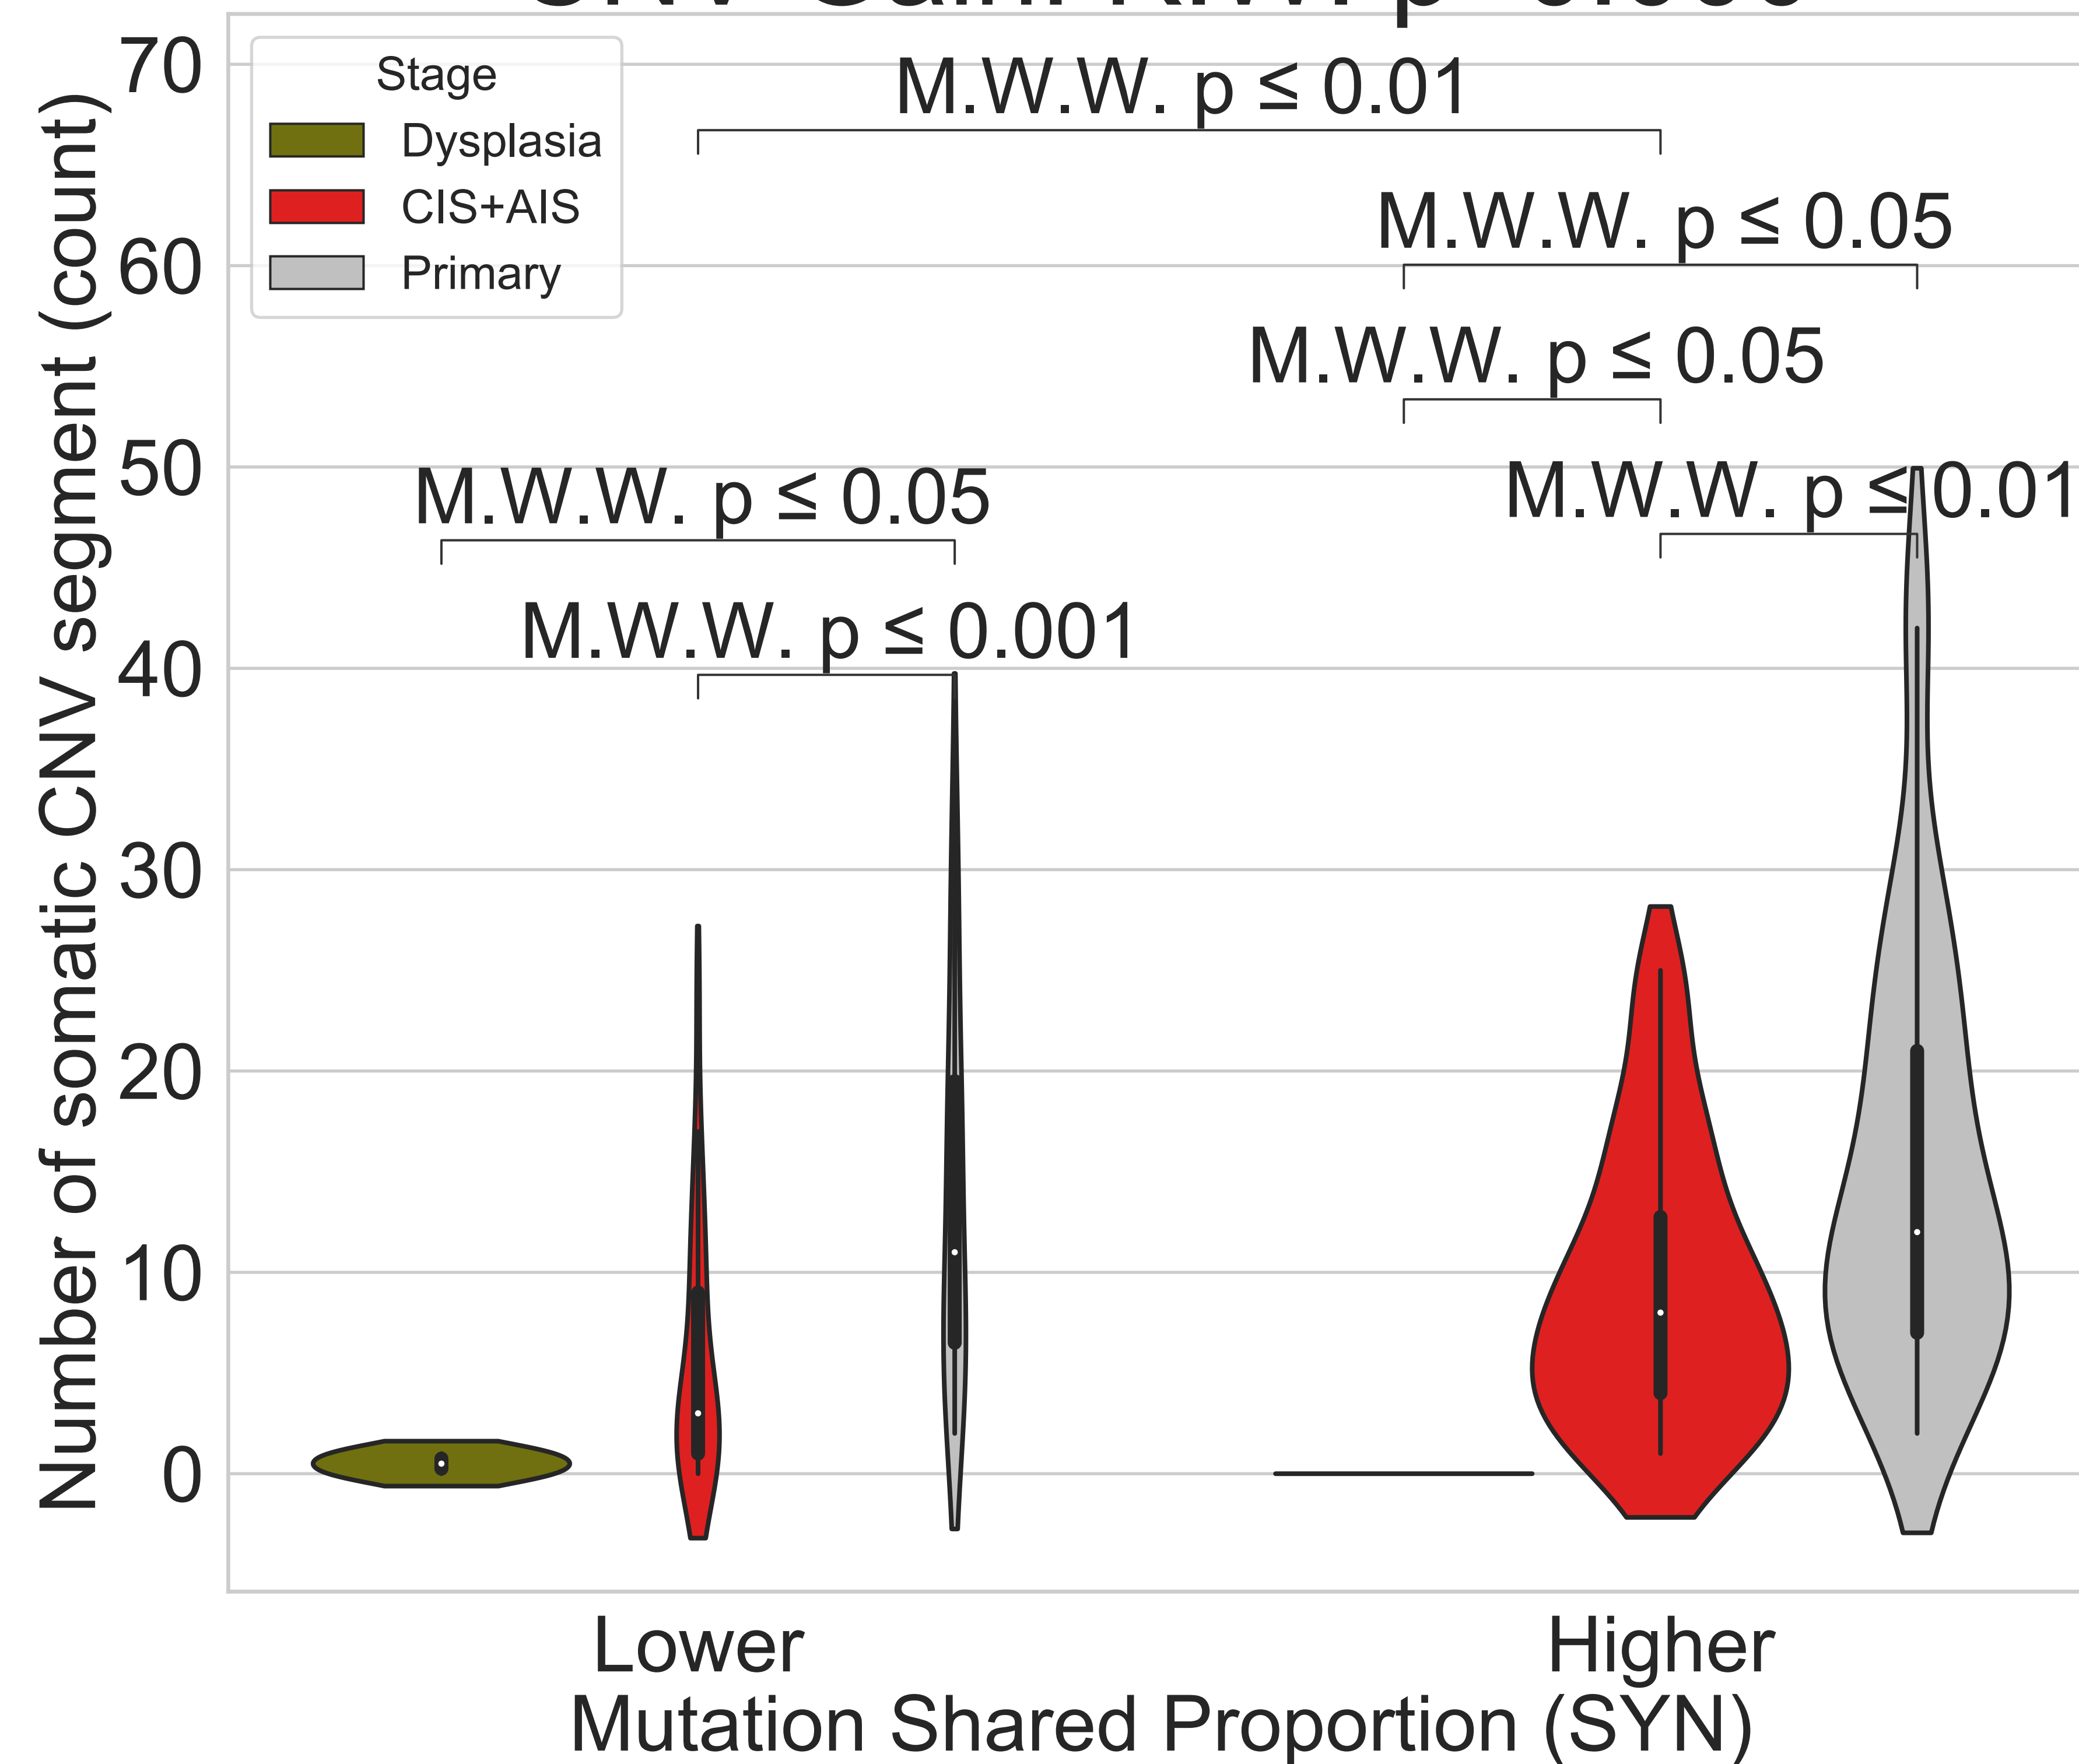 M.W.W. p ≤ 0.01
M.W.W. p ≤ 0.05
M.W.W. p ≤ 0.05
M.W.W. p ≤ 0.01
M.W.W. p ≤ 0.05
M.W.W. p ≤ 0.001
Stage
Dysplasia
CIS+AIS
Primary
Number of somatic CNV segment (count)
70
60
50
40
30
20
10
0
Lower
Higher
Mutation Shared Proportion (SYN)